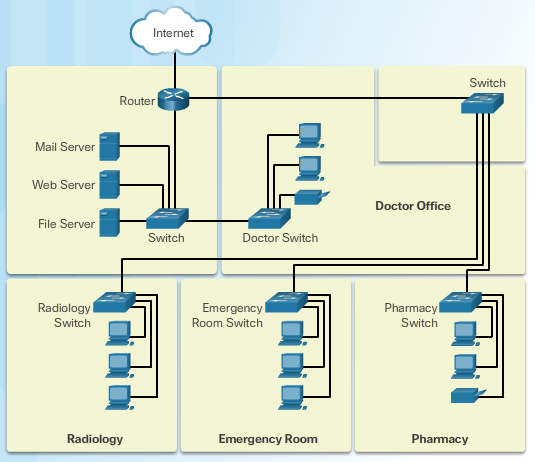 Internet
Switch
Router
Mail Server
Web Server
Doctor Office
File Server
Switch
Doctor Switch
Radiology
Switch
Emergency
Room Switch
Pharmacy
Switch
Radiology
Emergency Room
Pharmacy